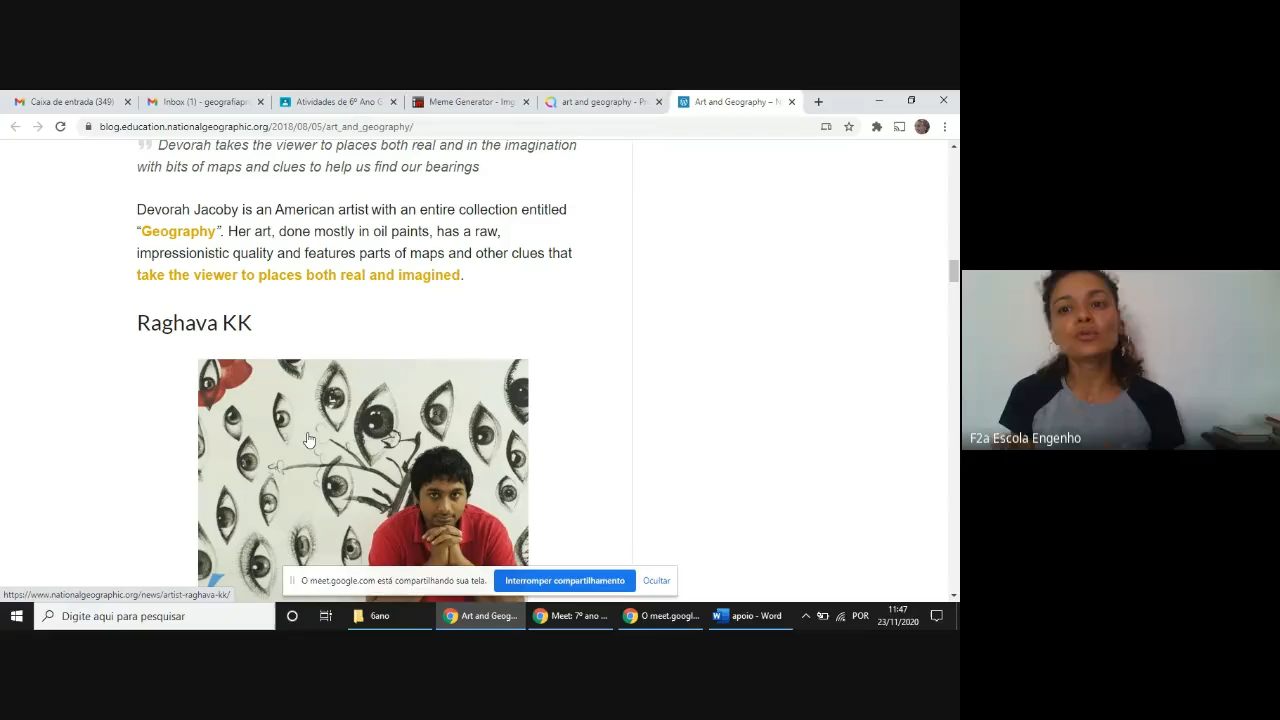 Caixa de entrada (349)
Inbox (1) - geografiapr
Atividades de 6º Ano G
Meme Generator - Img
art and geography - P
Art and Geography – N
blog.education.nationalgeographic.org/2018/08/05/art_and_geography/
Devorah takes the viewer to places both real and in the imagination
with bits of maps and clues to help us find our bearings
Devorah Jacoby is an American artist with an entire collection entitled
“Geography”. Her art, done mostly in oil paints, has a raw,
impressionistic quality and features parts of maps and other clues that
take the viewer to places both real and imagined.
Raghava KK
F2a Escola Engenho
O meet.google.com está compartilhando sua tela.
Interromper compartilhamento
Ocultar
https://www.nationalgeographic.org/news/artist-raghava-kk/
Digite aqui para pesquisar
6ano
Art and Geog...
Meet: 7º ano ...
O meet.googl...
apoio - Word
POR
11:47
23/11/2020